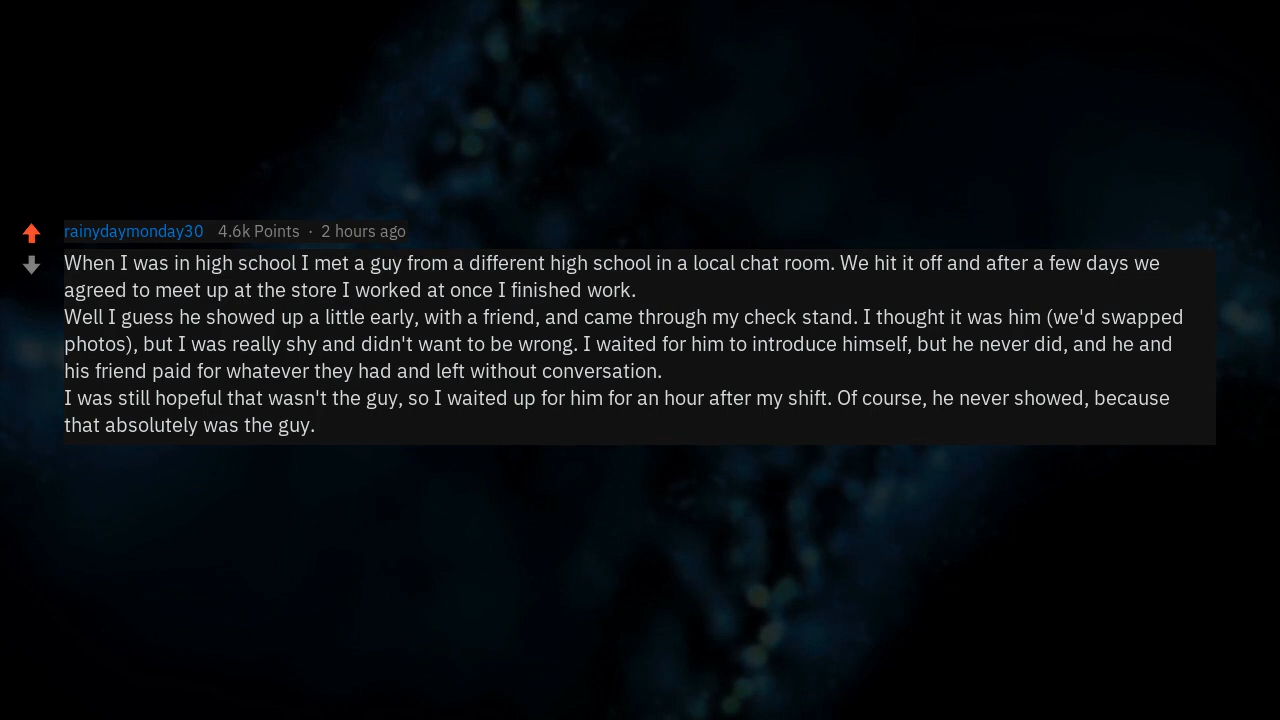 rainydaymonday30 4.6k Points · 2 hours ago
When I was in high school I met a guy from a different high school in a local chat room. We hit it off and after a few days we
agreed to meet up at the store I worked at once I finished work.
Well I guess he showed up a little early, with a friend, and came through my check stand. I thought it was him (we'd swapped
photos), but I was really shy and didn't want to be wrong. I waited for him to introduce himself, but he never did, and he and
his friend paid for whatever they had and left without conversation.
I was still hopeful that wasn't the guy, so I waited up for him for an hour after my shift. Of course, he never showed, because
that absolutely was the guy.